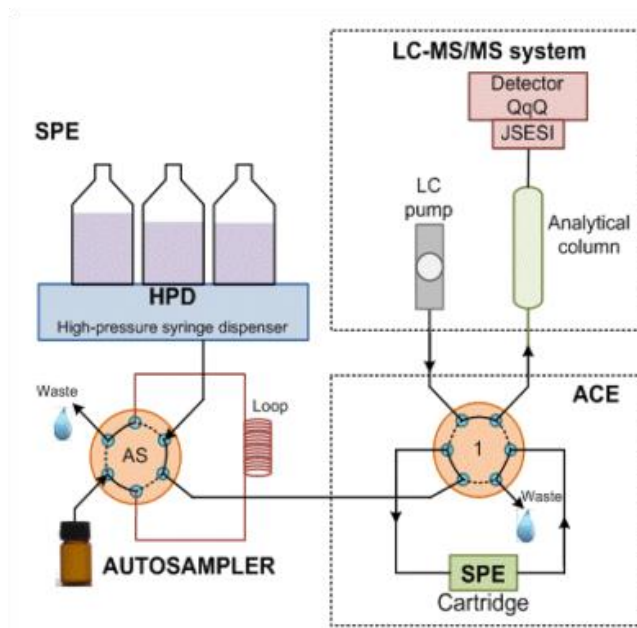 LC-MS/MS system
Detector
QqQ
JSESI
SPE
LC
pump
Analytical
column
HPD
High-pressure syringe dispenser
Waste
Loop
AS
AUTOSAMPLER
ACE
1
Waste
SPE
Cartridge